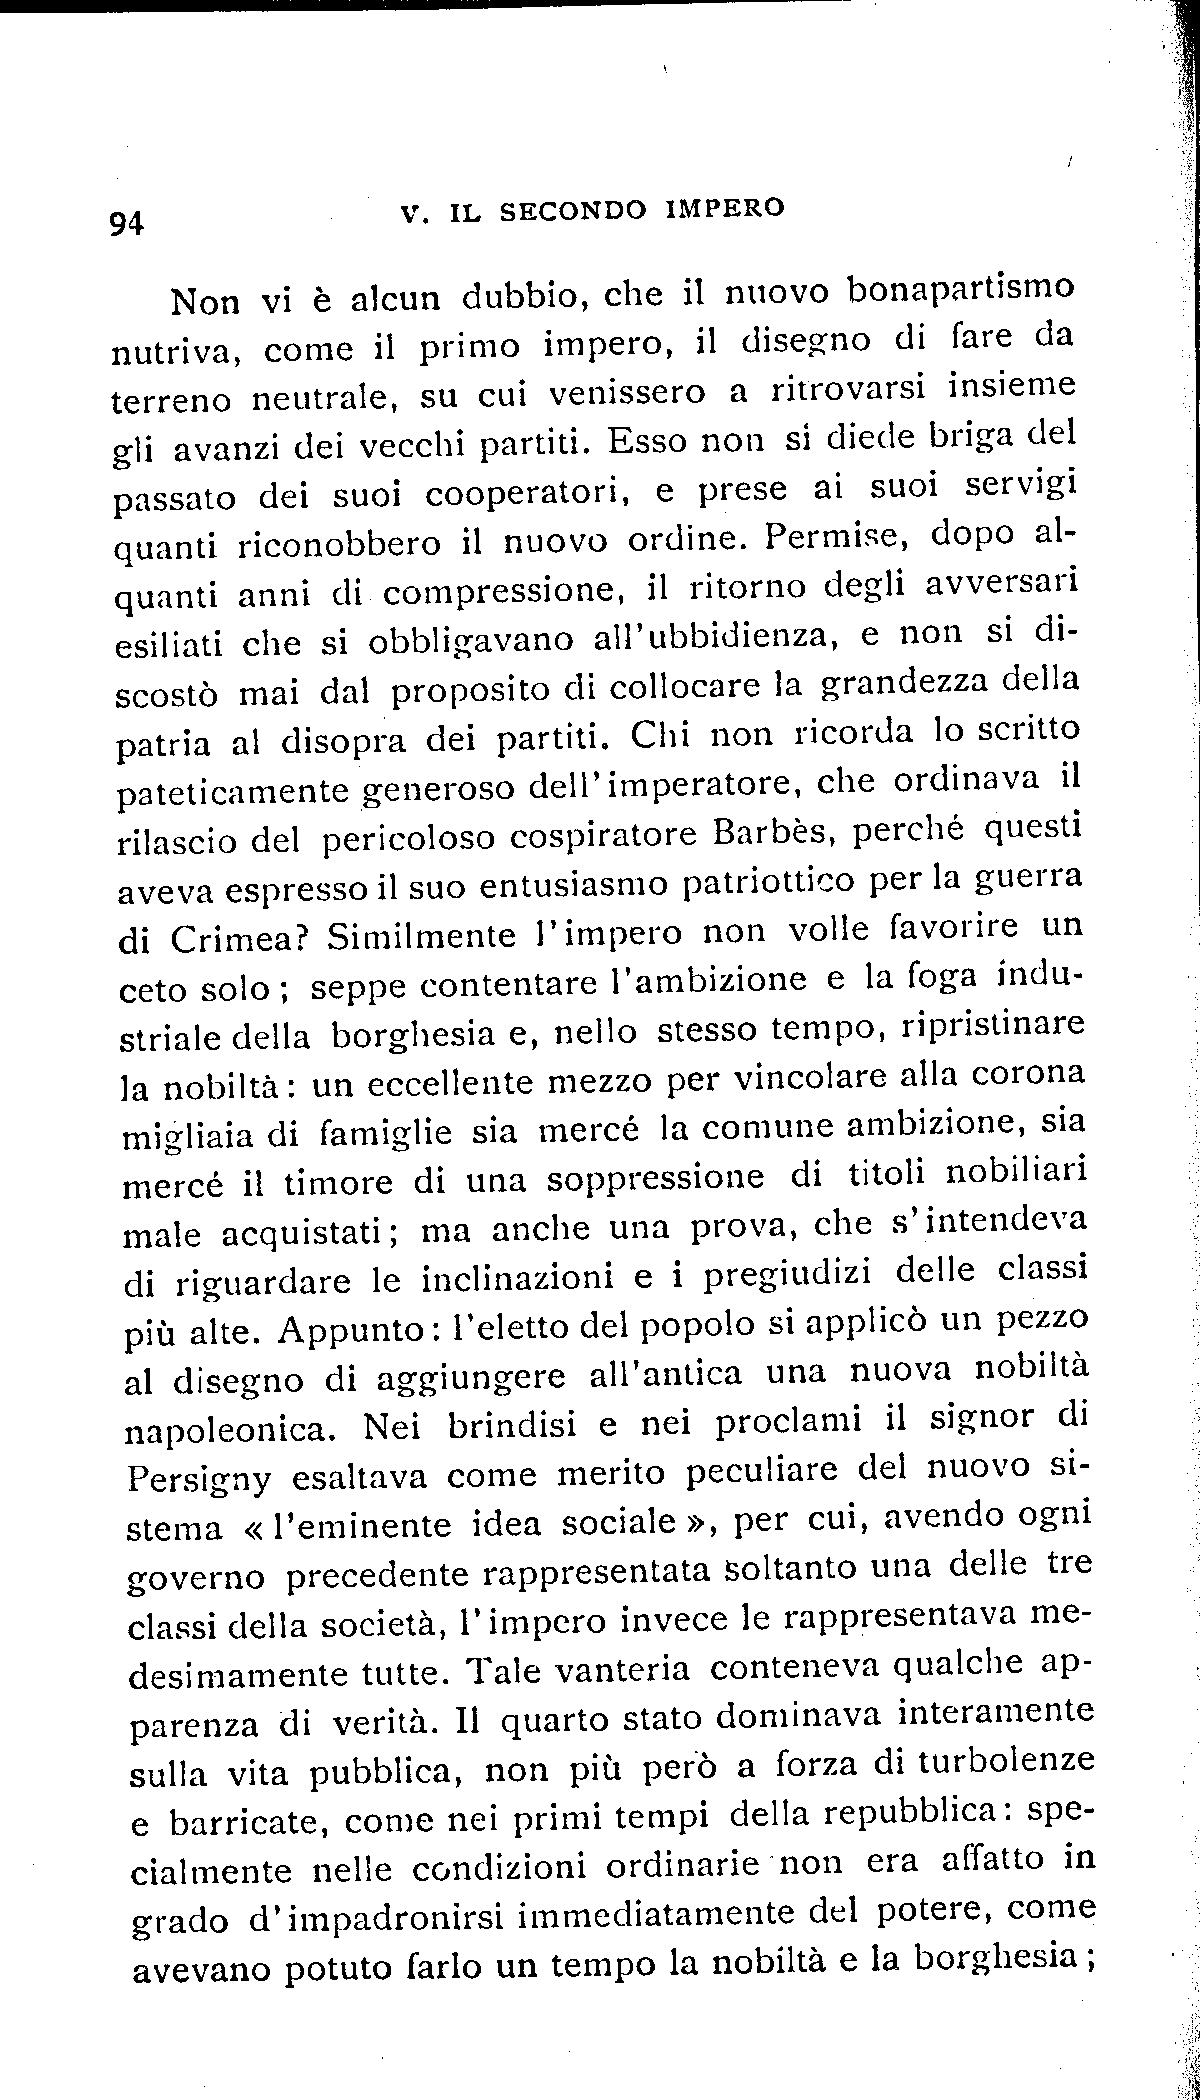 94
V. IL SECONDO IMPERO
Non vi è alcun dubbio, che il nuovo bonapartismo
nutriva, come il primo impero, il disegno di fare da
terreno neutrale, su cui venissero a ritrovarsi insieme
gli avanzi dei vecchi partiti. Esso non si diede briga del
passato dei suoi cooperatori, e prese ai suoi servigi
quanti riconobbero il nuovo ordine. Permise, dopo al-
quanti anni di compressione, il ritorno degli avversari
esiliati che si obbligavano all'ubbidienza, e non si di-
scostò mai dal proposito di collocare la grandezza della
patria al disopra dei partiti. Chi non ricorda lo scritto
pateticamente generoso dell'imperatore, che ordinava il
rilascio del pericoloso cospiratore Barbès, perché questi
aveva espresso il suo entusiasmo patriottico per la guerra
di Crimea? Similmente l'impero non volle favorire un
ceto solo; seppe contentare l'ambizione e la foga indu-
striale della borghesia e, nello stesso tempo, ripristinare
la nobiltà: un eccellente mezzo per vincolare alla corona
migliaia di famiglie sia mercé la comune ambizione, sia
mercé il timore di una soppressione di titoli nobiliari
male acquistati; ma anche una prova, che s'intendeva
di riguardare le inclinazioni e i pregiudizi delle classi
più alte. Appunto: l'eletto del popolo si applicò un pezzo
al disegno di aggiungere all'antica una nuova nobiltà
napoleonica. Nei brindisi e nei proclami il signor di
Persigny esaltava come merito peculiare del nuovo si-
stema « l'eminente idea sociale », per cui, avendo ogni
governo precedente rappresentata soltanto una delle tre
classi della società, l'impero invece le rappresentava me-
desimamente tutte. Tale vanteria conteneva qualche ap-
parenza di verità. Il quarto stato dominava interamente
sulla vita pubblica, non più però a forza di turbolenze
e barricate, come nei primi tempi della repubblica: spe-
cialmente nelle condizioni ordinarie non era affatto in
grado d'impadronirsi immediatamente del potere, come
avevano potuto farlo un tempo la nobiltà e la borghesia;